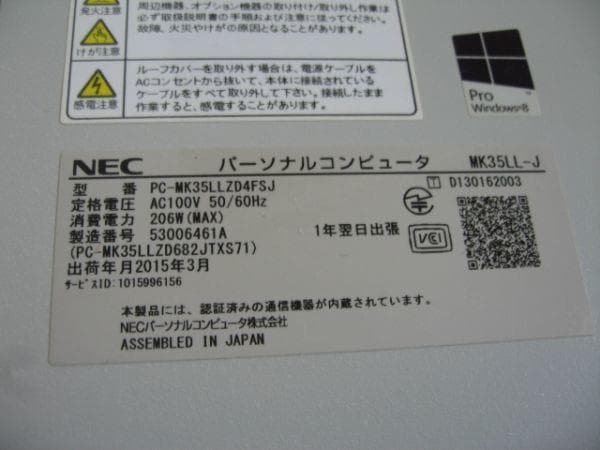 発火注意
周辺機器、オプション機器の取り付け/取り外し作業は
必ず取扱説明書の手順および注意に従ってください。
故障、火災やけがの原因となることがあります。
けが注意
ルーフカバーを取り外す場合は、電源ケーブルを
ACコンセントから抜いて、本体に接続されている
ケーブルをすべて取り外して下さい。接続したまま
作業すると、感電することがあります。
感電注意
Pro
Windows®8
NEC パーソナルコンピュータ MK35LL-J
型 番 PC-MK35LLZD4FSJ
定格電圧 AC100V 50/60Hz
消費電力 206W(MAX)
製造番号 53006461A
(PC-MK35LLZD682JTXS71)
出荷年月2015年3月
サービスID:1015996156
1年翌日出張
T D130162003
VCI
本製品には、認証済みの通信機器が内蔵されています。
NECパーソナルコンピュータ株式会社
ASSEMBLED IN JAPAN